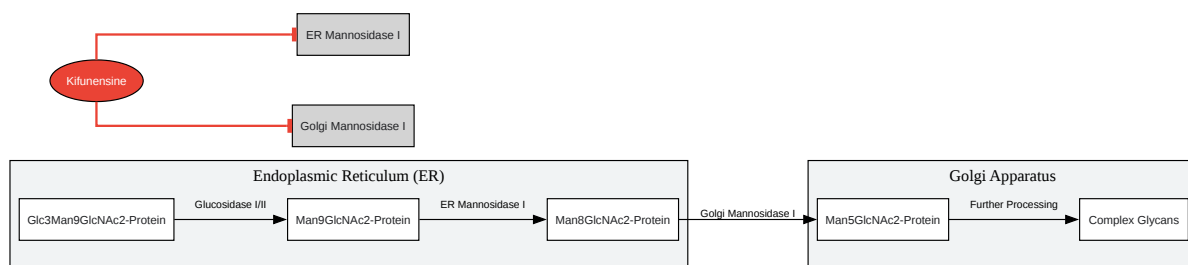 ER Mannosidase I
Kifunensine
Golgi Mannosidase I
Endoplasmic Reticulum (ER)
Golgi Apparatus
Glc3Man9GlcNAc2-Protein
Glucosidase I/II
Man9GlcNAc2-Protein
ER Mannosidase I
Man8GlcNAc2-Protein
Golgi Mannosidase I
Man5GlcNAc2-Protein
Further Processing
Complex Glycans